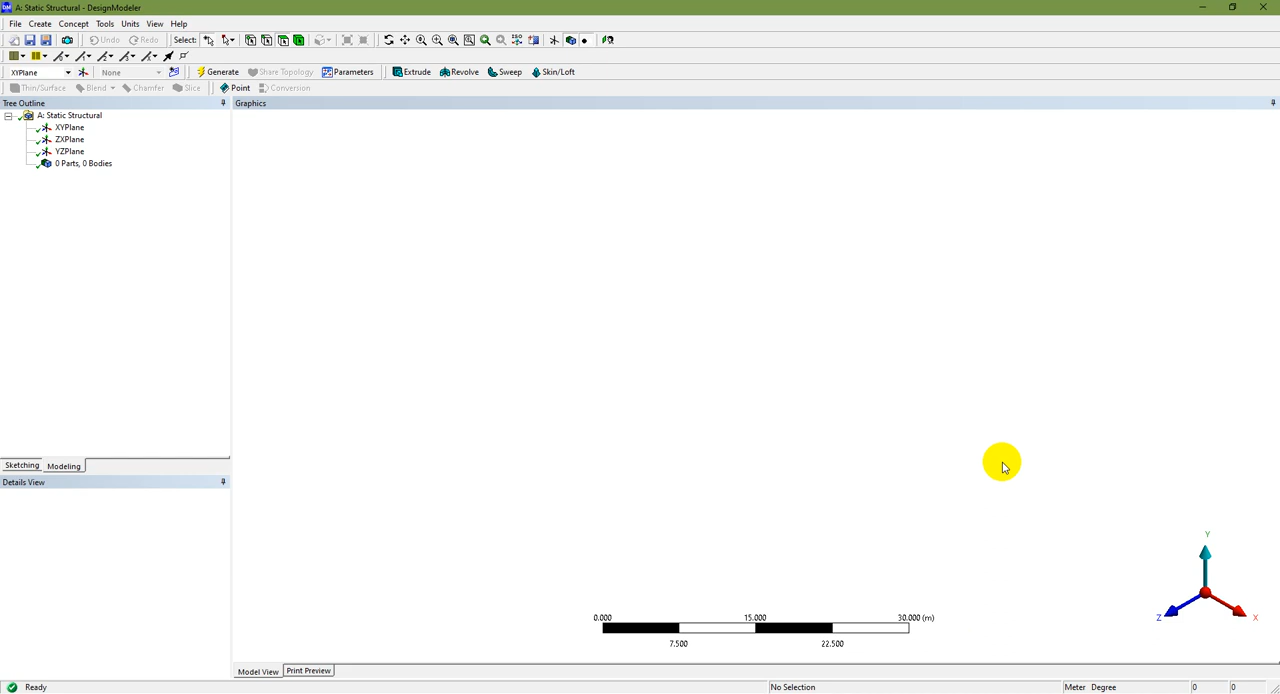 DM A: Static Structural - DesignModeler
File Create Concept Tools Units View Help
Undo Redo Select:
XYPlane None Generate Share Topology Parameters Extrude Revolve Sweep Skin/Loft
Thin/Surface Blend Chamfer Slice Point Conversion
Tree Outline
Graphics
A: Static Structural
XYPlane
ZXPlane
YZPlane
0 Parts, 0 Bodies
Sketching Modeling
Details View
Y
Z X
0.000 15.000 30.000 (m)
7.500 22.500
Model View Print Preview
Ready No Selection Meter Degree 0 0